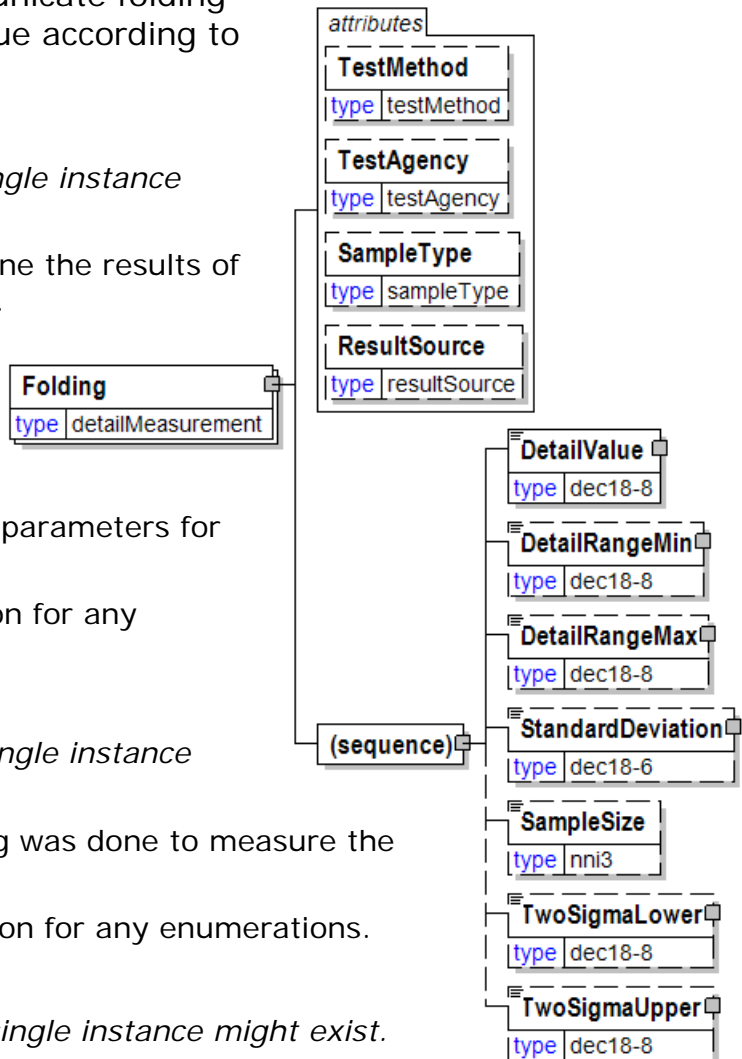 nicate folding
ue according to
ngle instance
ne the results of
parameters for
on for any
ngle instance
g was done to measure the
on for any enumerations.
single instance might exist.
Folding
type detailMeasurement
attributes
TestMethod
type testMethod
TestAgency
type testAgency
SampleType
type sampleType
ResultSource
type resultSource
(sequence)
DetailValue
type dec18-8
DetailRangeMin
type dec18-8
DetailRangeMax
type dec18-8
StandardDeviation
type dec18-6
SampleSize
type nni3
TwoSigmaLower
type dec18-8
TwoSigmaUpper
type dec18-8